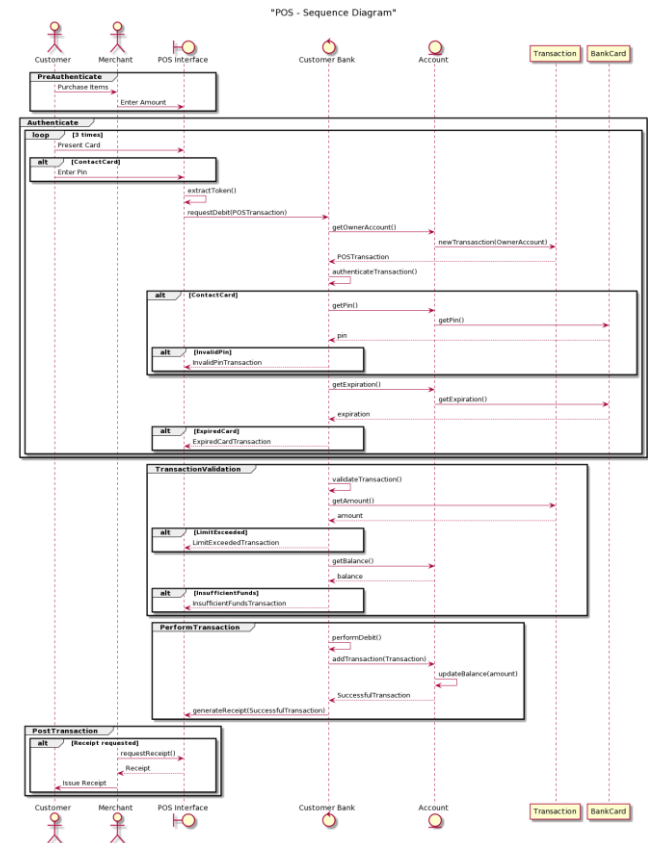 "POS - Sequence Diagram"
Customer Merchant POS Interface Customer Bank Account Transaction BankCard
PreAuthenticate
Purchase Items
Enter Amount
Authenticate
loop [3 times]
Present Card
alt [ContactCard]
Enter Pin
extractToken()
requestDebit(POSTransaction)
getOwnerAccount()
newTransasction(OwnerAccount)
POSTransaction
authenticateTransaction()
alt [ContactCard]
getPin()
getPin()
pin
alt [InvalidPin]
InvalidPinTransaction
getExpiration()
getExpiration()
expiration
alt [ExpiredCard]
ExpiredCardTransaction
TransactionValidation
validateTransaction()
getAmount()
amount
alt [LimitExceeded]
LimitExceededTransaction
getBalance()
balance
alt [InsufficientFunds]
InsufficientFundsTransaction
PerformTransaction
performDebit()
addTransaction(Transaction)
updateBalance(amount)
SuccessfulTransaction
generateReceipt(SuccessfulTransaction)
PostTransaction
alt [Receipt requested]
requestReceipt()
Receipt
Issue Receipt
Customer Merchant POS Interface Customer Bank Account Transaction BankCard